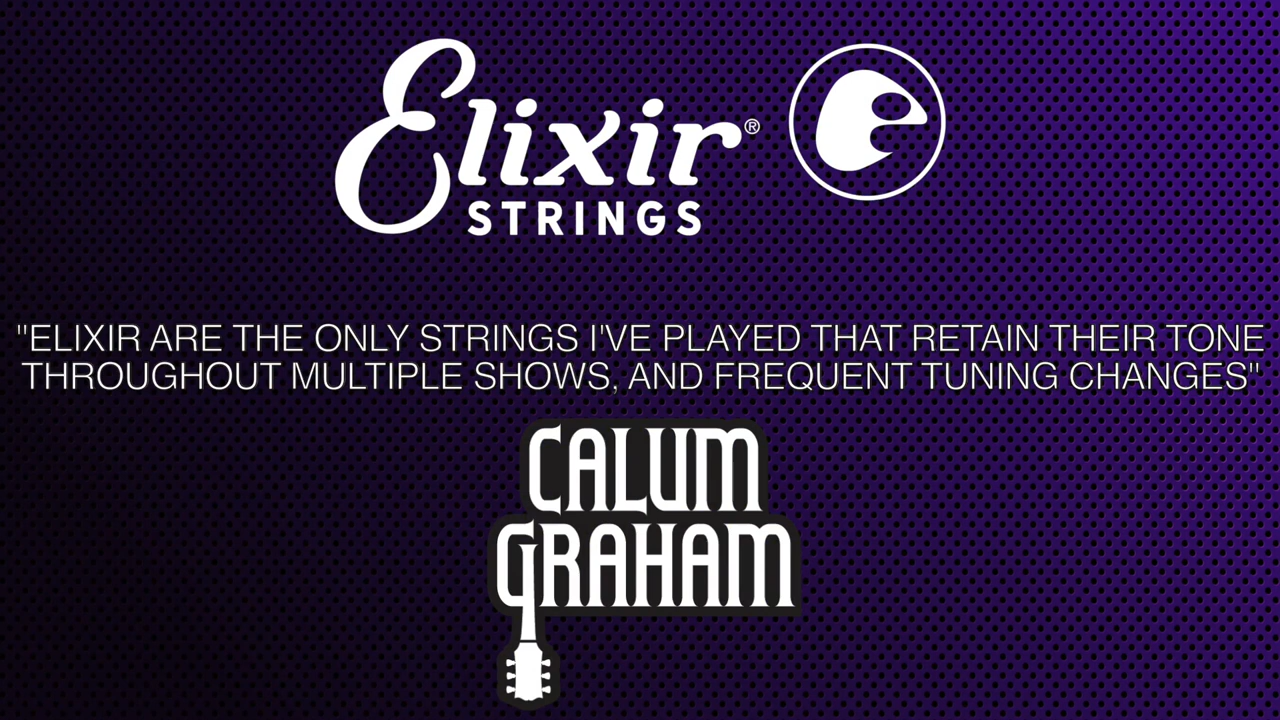 Elixir®
STRINGS
"ELIXIR ARE THE ONLY STRINGS I'VE PLAYED THAT RETAIN THEIR TONE
THROUGHOUT MULTIPLE SHOWS, AND FREQUENT TUNING CHANGES"
CALUM
GRAHAM